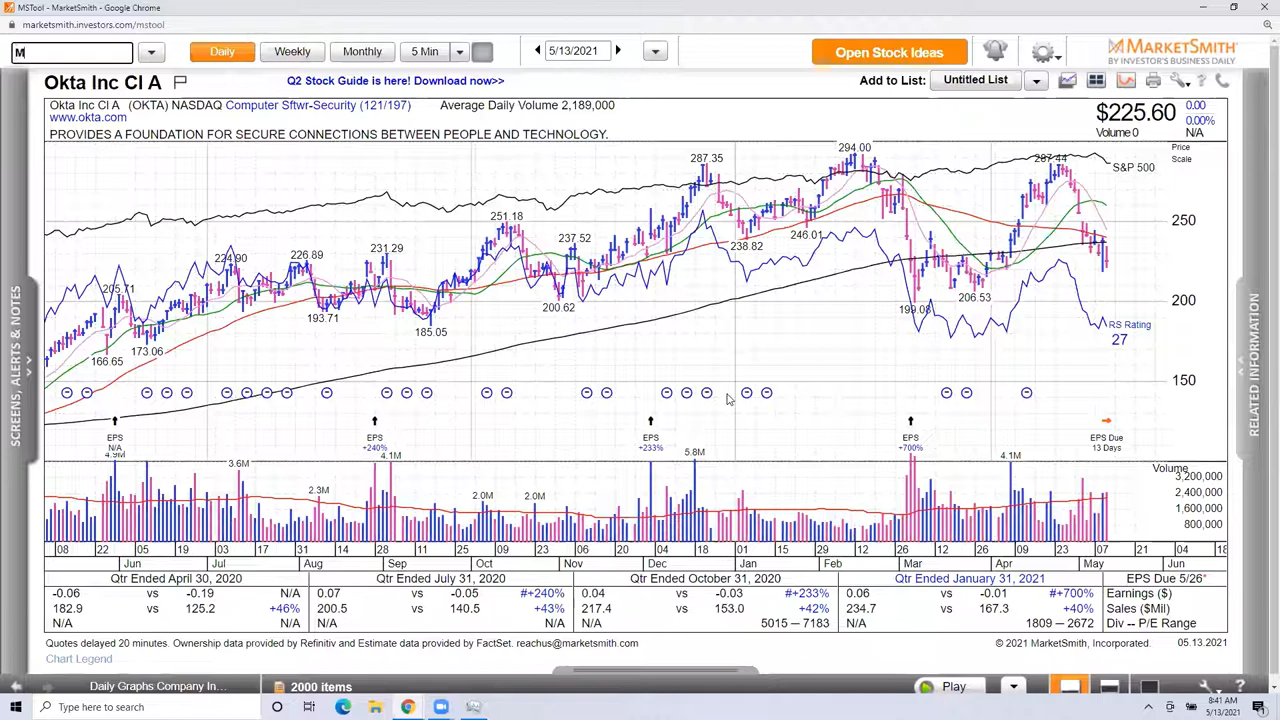 MSTool - MarketSmith - Google Chrome
marketsmith.investors.com/mstool
M
Daily
Weekly
Monthly
5 Min
5/13/2021
Open Stock Ideas
MarketSmith
BY INVESTOR'S BUSINESS DAILY
Okta Inc Cl A
Q2 Stock Guide is here! Download now>>
Add to List:
Untitled List
Okta Inc Cl A (OKTA) NASDAQ Computer Sftwr-Security (121/197) Average Daily Volume 2,189,000
$225.60 0.00
www.okta.com
0.00%
Volume 0 N/A
PROVIDES A FOUNDATION FOR SECURE CONNECTIONS BETWEEN PEOPLE AND TECHNOLOGY.
Price
Scale
294.00
287.35
287.44
S&P 500
251.18
250
237.52
231.29
238.82
246.01
224.90
226.89
205.71
200.62
193.71
185.05
199.08
206.53
200
166.65
173.06
RS Rating
27
150
EPS
N/A
EPS
+240%
EPS
+233%
EPS
+700%
EPS Due
13 Days
4.9M
3.6M
2.3M
4.1M
2.0M
2.0M
5.8M
4.1M
Volume
3,200,000
2,400,000
1,600,000
800,000
08 22 05 19 03 17 31 14 28 11 25 09 23 06 20 04 18 01 15 29 12 26 12 26 09 23 07 21 04 18
Jun Jul Aug Sep Oct Nov Dec Jan Feb Mar Apr May
Qtr Ended April 30, 2020 Qtr Ended July 31, 2020 Qtr Ended October 31, 2020 Qtr Ended January 31, 2021 EPS Due 5/26*
-0.06 vs -0.19 N/A 0.07 vs -0.05 #+240% 0.04 vs -0.03 #+233% 0.06 vs -0.01 #+700% Earnings ($)
182.9 vs 125.2 +46% 200.5 vs 140.5 +43% 217.4 vs 153.0 +42% 234.7 vs 167.3 +40% Sales ($Mil)
N/A N/A N/A N/A N/A 5015 – 7183 N/A 1809 – 2672 Div -- P/E Range
Quotes delayed 20 minutes. Ownership data provided by Refinitiv and Estimate data provided by FactSet. reachus@marketsmith.com
© 2021 MarketSmith, Incorporated.
05.13.2021
Chart Legend
SCREENS, ALERTS & NOTES
RELATED INFORMATION
Daily Graphs Company In...
2000 items
Play
Type here to search
8:41 AM
5/13/2021